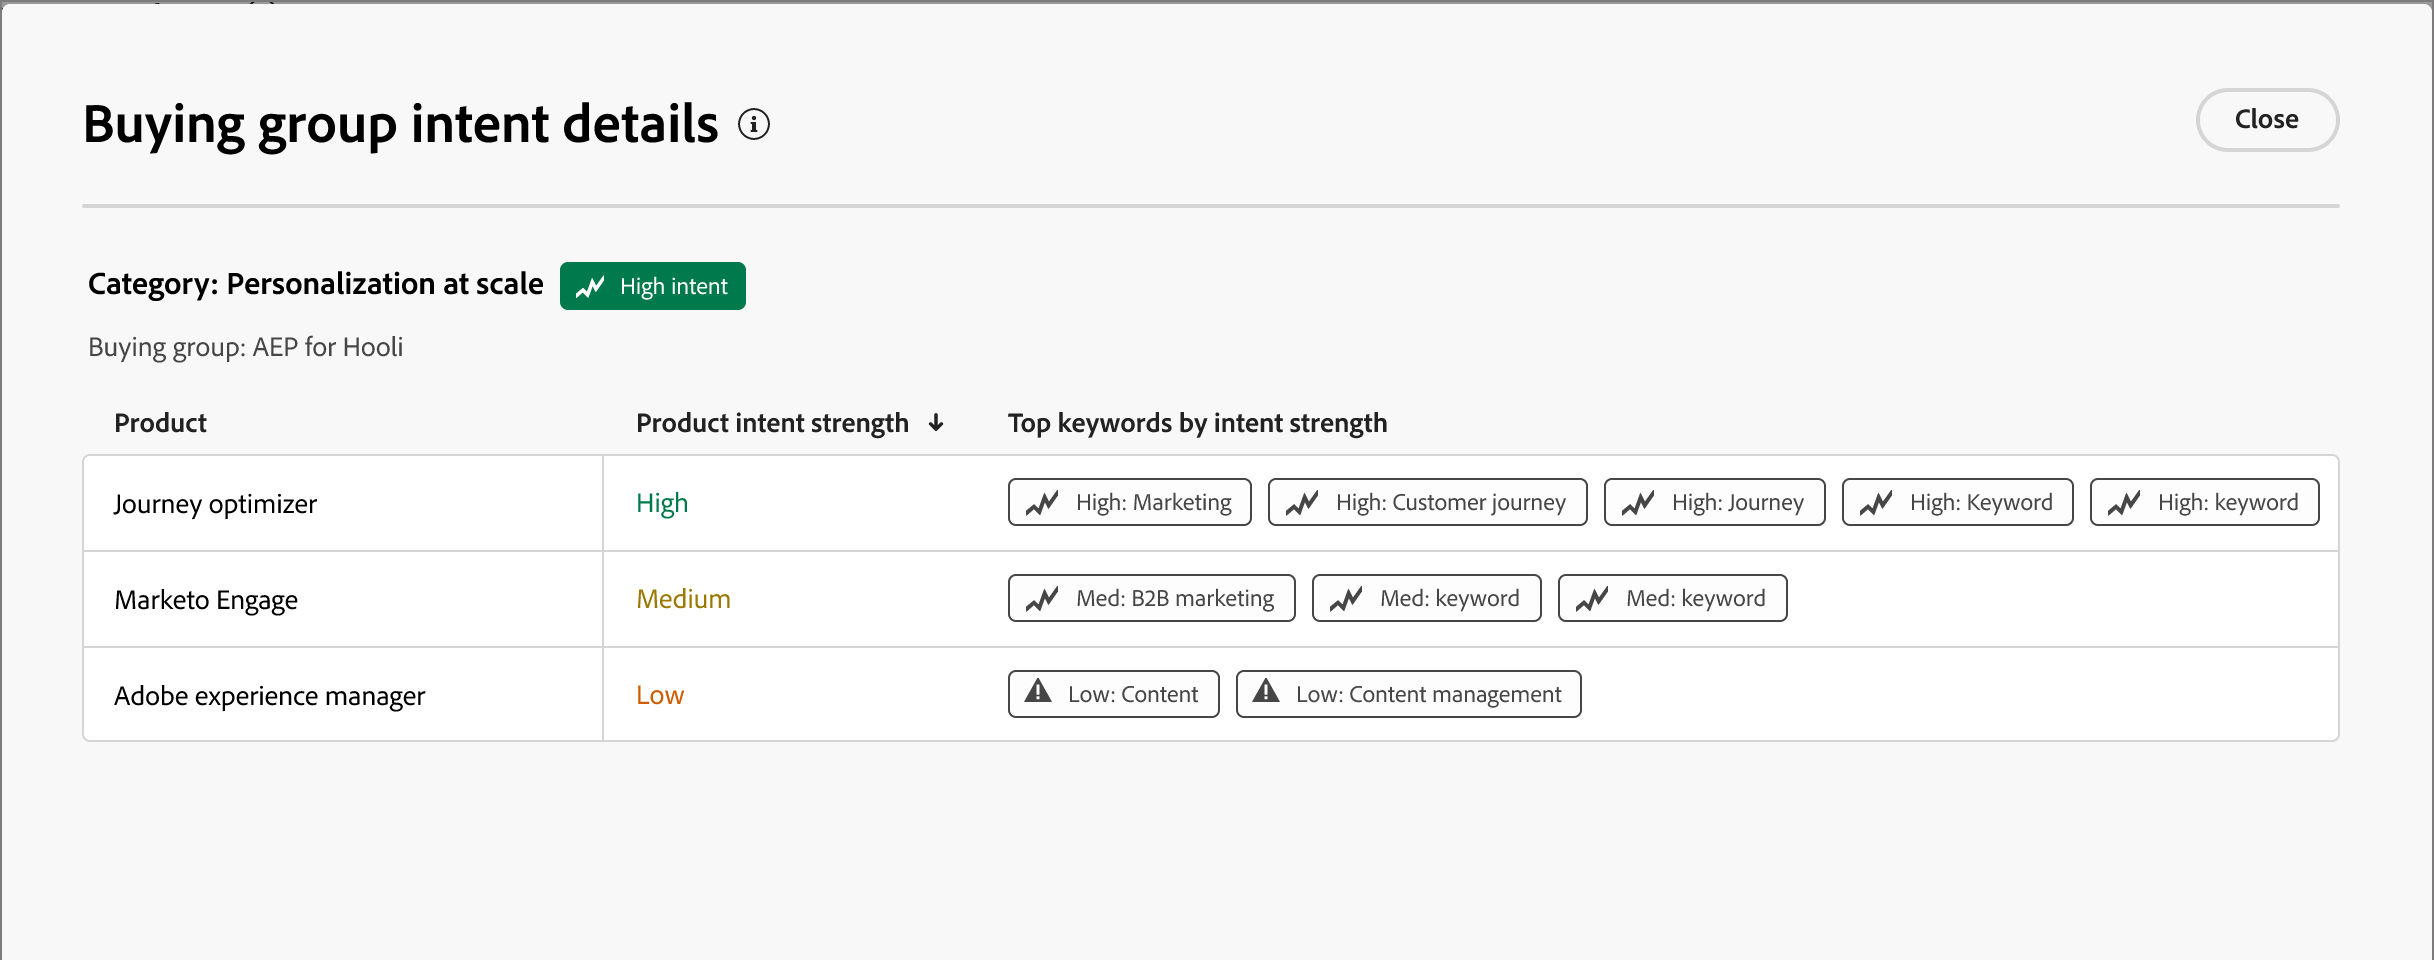 Buying group intent details
Close
Category: Personalization at scale High intent
Buying group: AEP for Hooli
Product Product intent strength Top keywords by intent strength
Journey optimizer High High: Marketing High: Customer journey High: Journey High: Keyword High: keyword
Marketo Engage Medium Med: B2B marketing Med: keyword Med: keyword
Adobe experience manager Low Low: Content Low: Content management